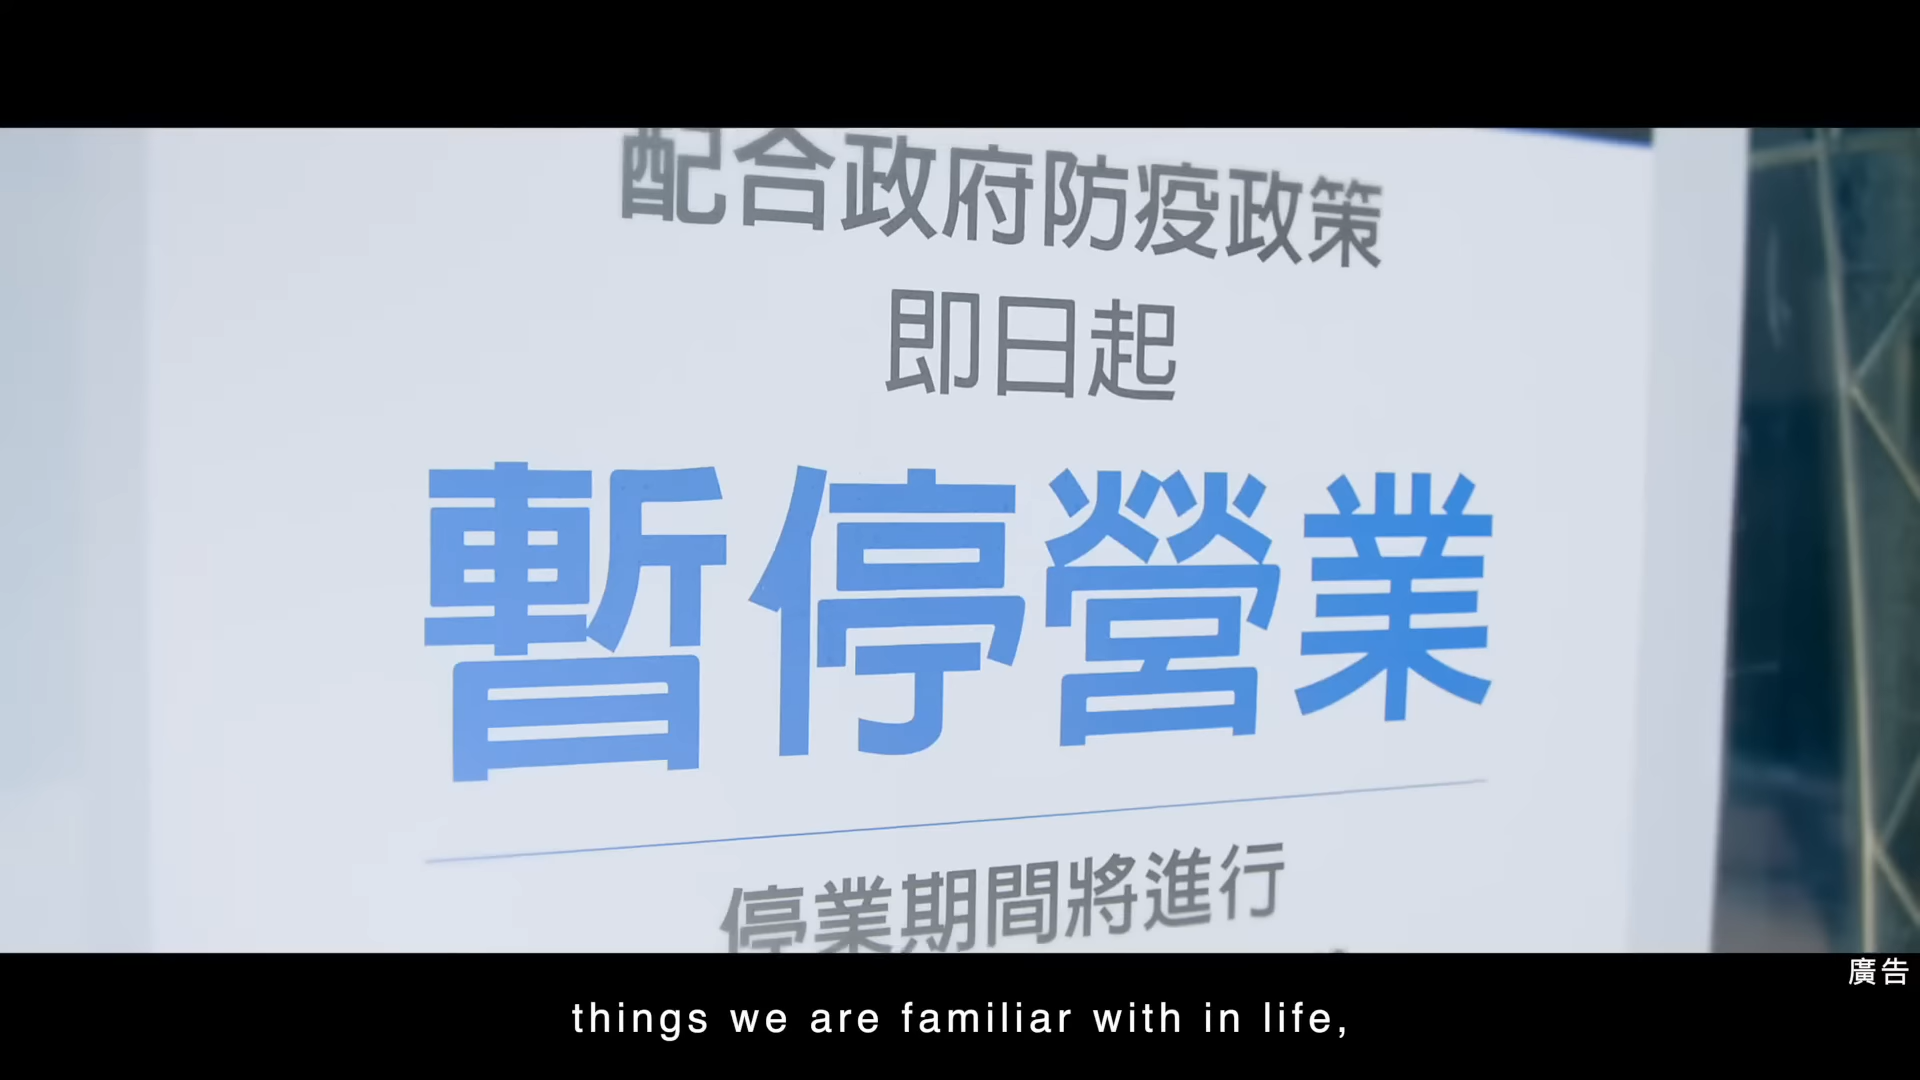 配合政府防疫政策
即日起
暫停營業
停業期間將進行
廣告
things we are familiar with in life,